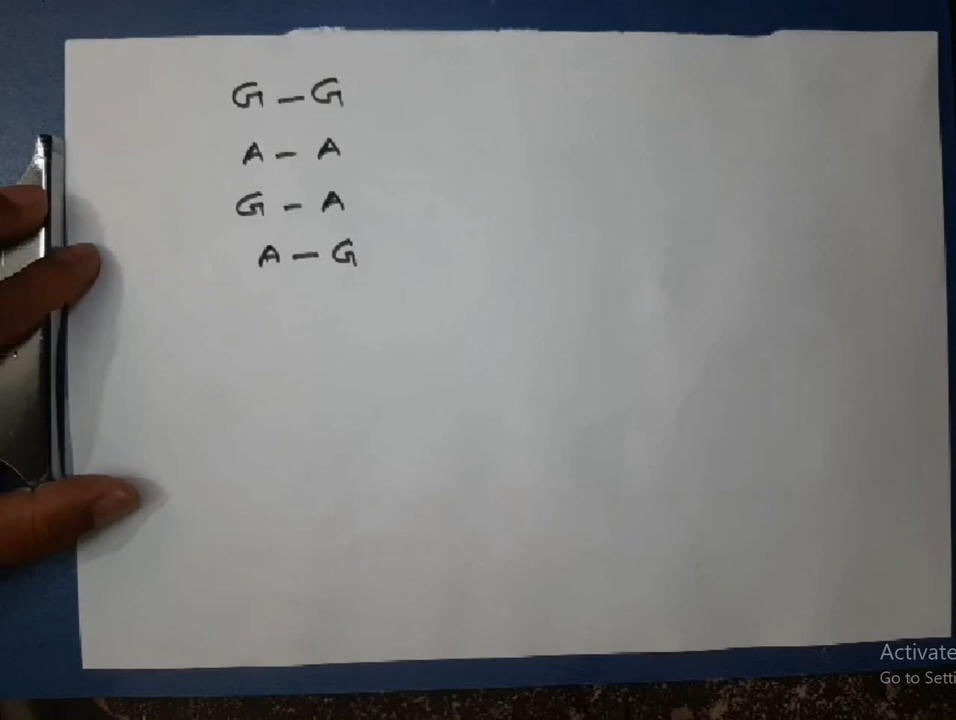 G - G
A - A
G - A
A - G
Activate
Go to Setti